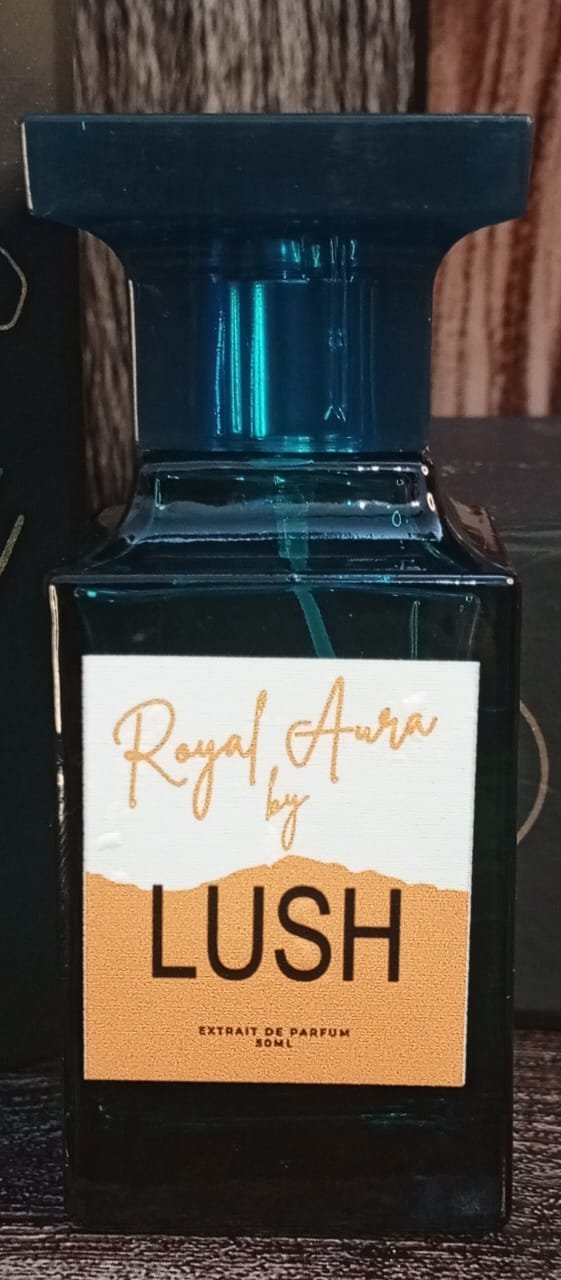 Royal Aura
by
LUSH
EXTRAIT DE PARFUM
50ML